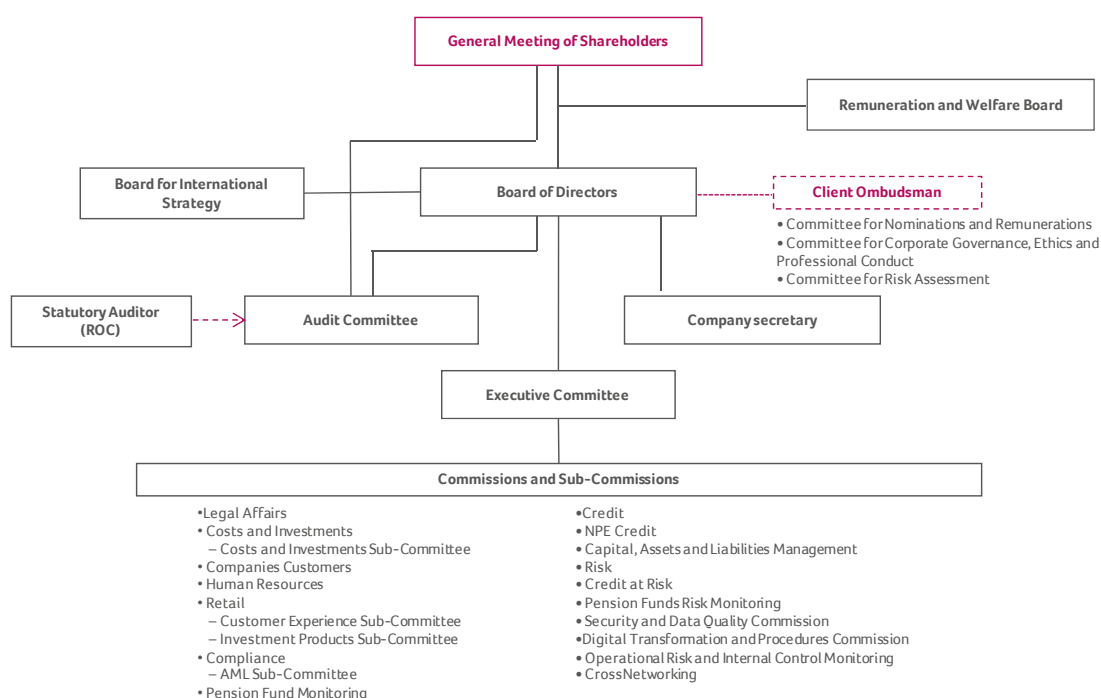 General Meeting of Shareholders
Remuneration and Welfare Board
Board for International
Strategy
Board of Directors
Client Ombudsman
• Committee for Nominations and Remunerations
• Committee for Corporate Governance, Ethics and
Professional Conduct
• Committee for Risk Assessment
Statutory Auditor
(ROC)
Audit Committee
Company secretary
Executive Committee
Commissions and Sub-Commissions
•Legal Affairs
• Costs and Investments
– Costs and Investments Sub-Committee
• Companies Customers
• Human Resources
• Retail
– Customer Experience Sub-Committee
– Investment Products Sub-Committee
• Compliance
– AML Sub-Committee
• Pension Fund Monitoring
•Credit
• NPE Credit
• Capital, Assets and Liabilities Management
• Risk
• Credit at Risk
• Pension Funds Risk Monitoring
• Security and Data Quality Commission
•Digital Transformation and Procedures Commission
• Operational Risk and Internal Control Monitoring
• CrossNetworking